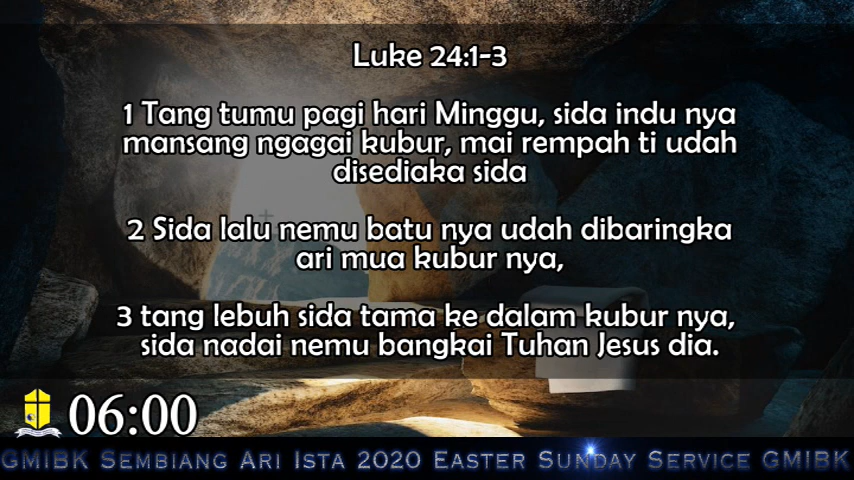 Luke 24:1-3
1 Tang tumu pagi hari Minggu, sida indu nya
mansang ngagai kubur, mai rempah ti udah
disediaka sida
2 Sida lalu nemu batu nya udah dibaringka
ari mua kubur nya,
3 tang lebuh sida tama ke dalam kubur nya,
sida nadai nemu bangkai Tuhan Jesus dia.
06:00
GMIBK Sembiang Ari Ista 2020 Easter Sunday Service GMIBK